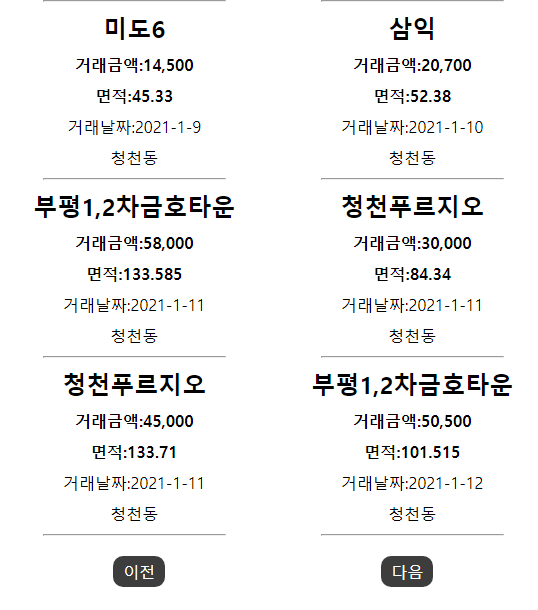 미도6
거래금액:14,500
면적:45.33
거래날짜:2021-1-9
청천동
삼익
거래금액:20,700
면적:52.38
거래날짜:2021-1-10
청천동
부평1,2차금호타운
거래금액:58,000
면적:133.585
거래날짜:2021-1-11
청천동
청천푸르지오
거래금액:30,000
면적:84.34
거래날짜:2021-1-11
청천동
청천푸르지오
거래금액:45,000
면적:133.71
거래날짜:2021-1-11
청천동
부평1,2차금호타운
거래금액:50,500
면적:101.515
거래날짜:2021-1-12
청천동
이전
다음